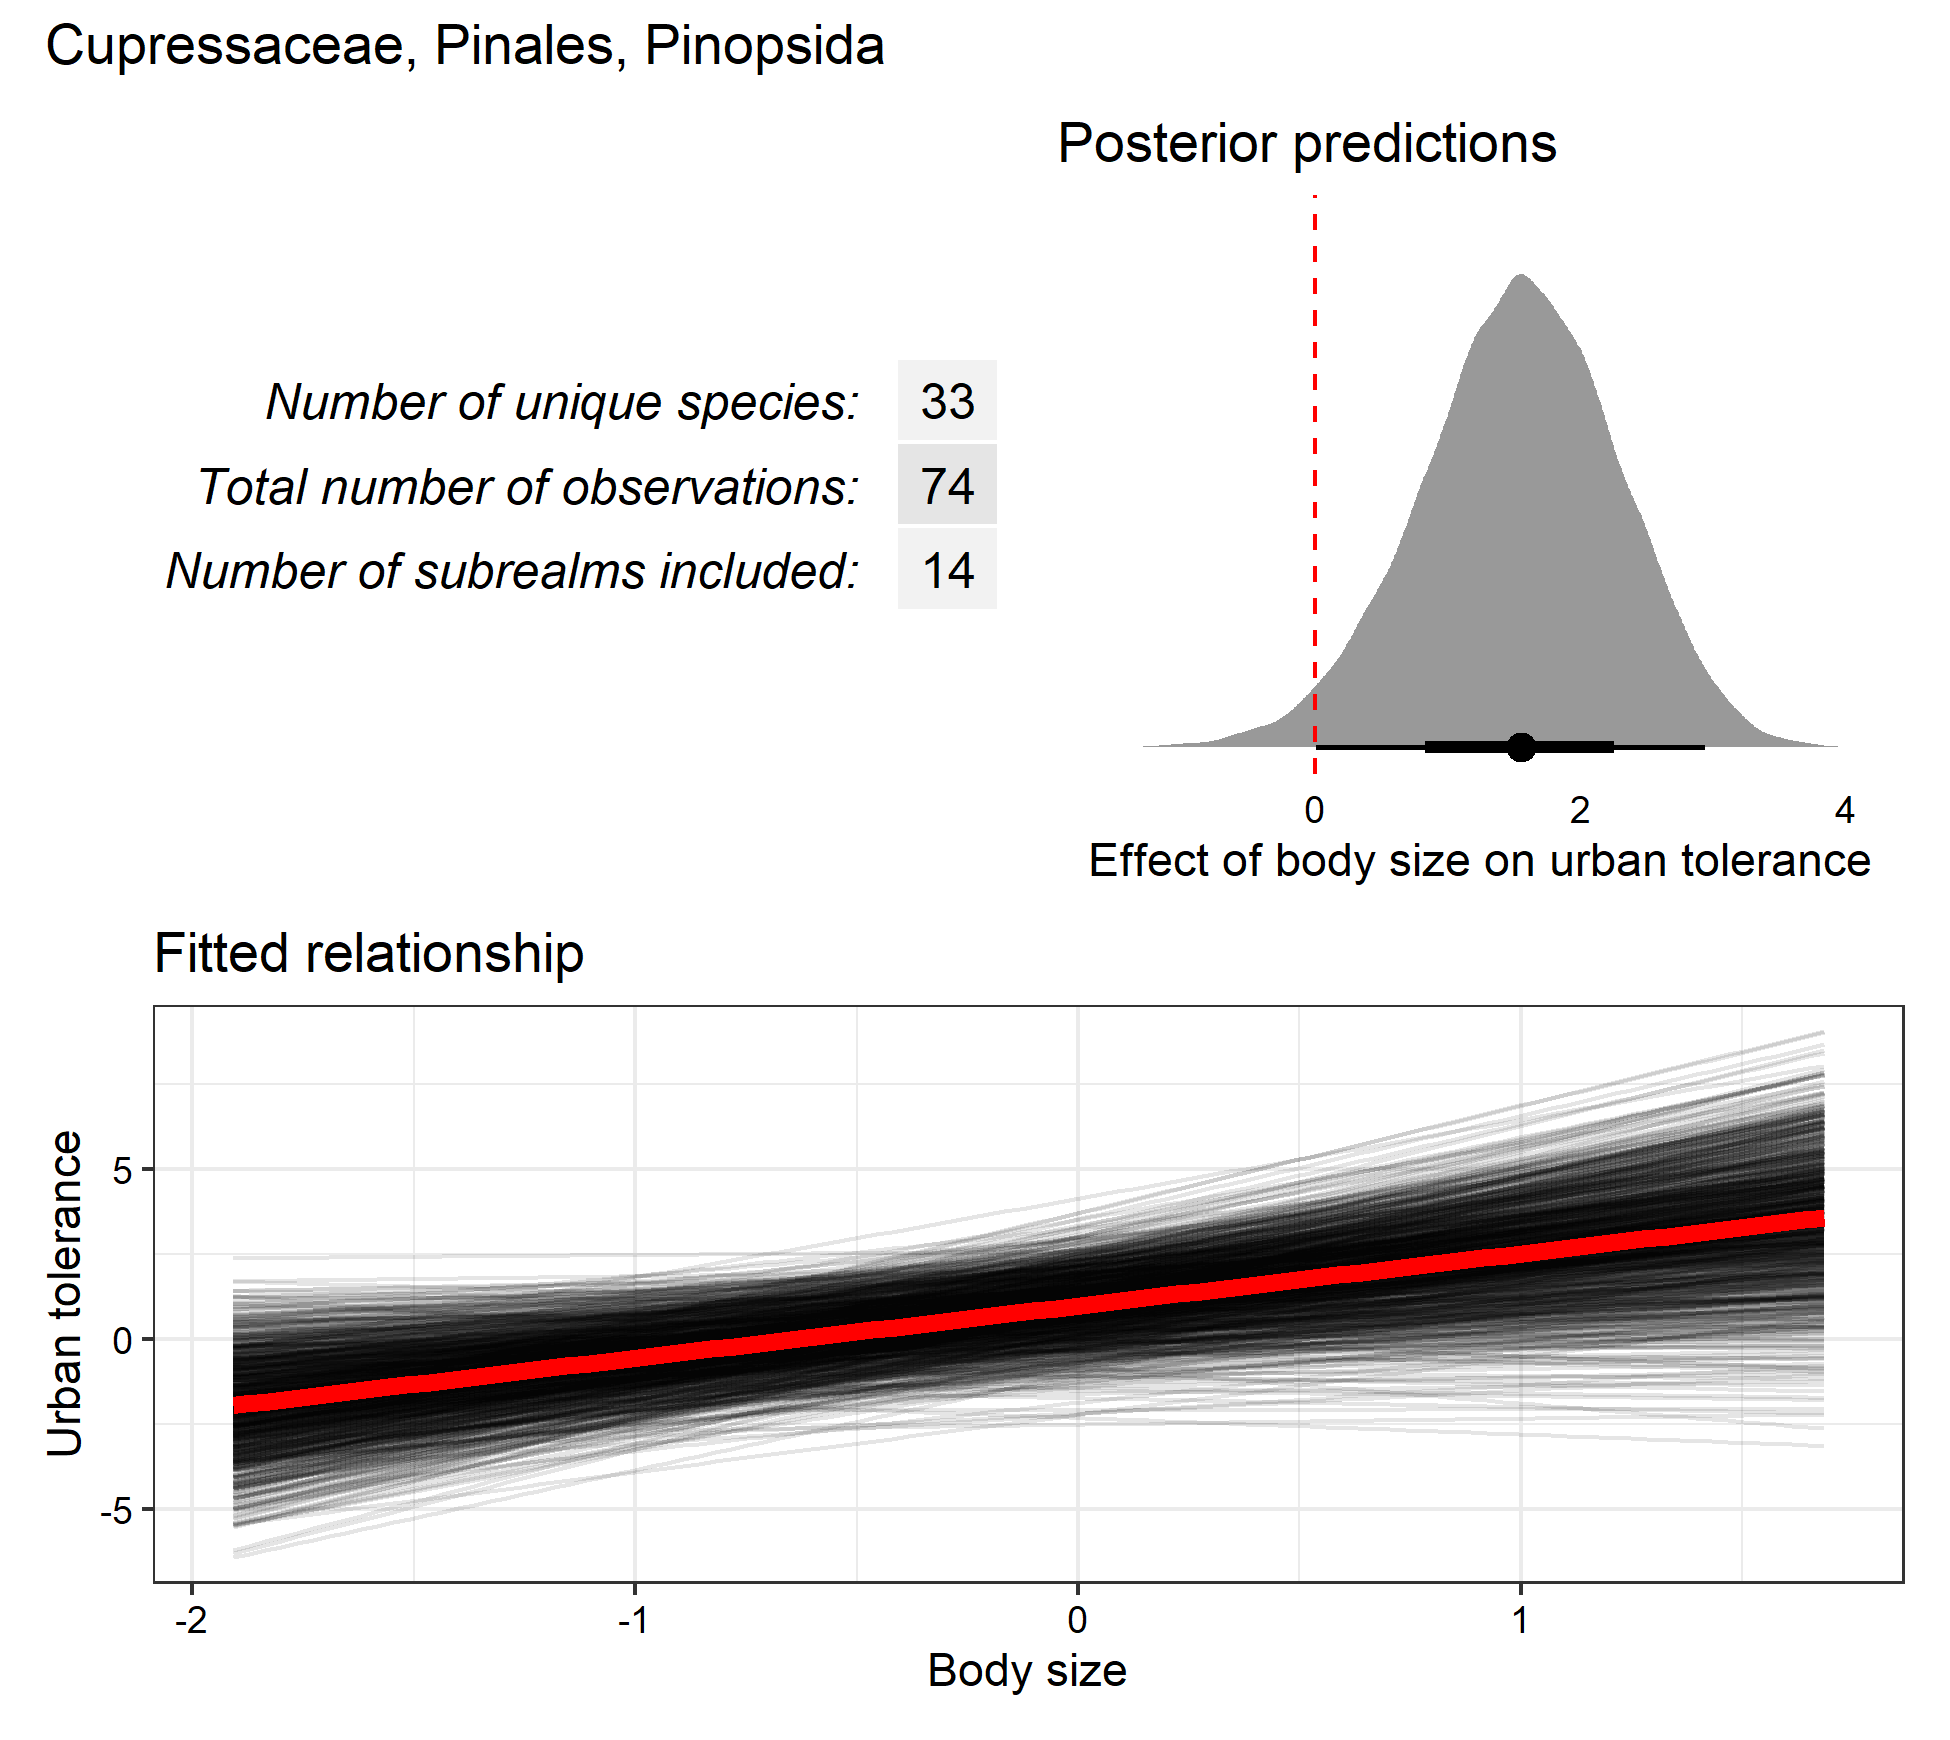 Cupressaceae, Pinales, Pinopsida
Posterior predictions
Number of unique species: 33
Total number of observations: 74
Number of subrealms included: 14
0 2 4
Effect of body size on urban tolerance
Fitted relationship
Urban tolerance
5
0
-5
-2 -1 0 1
Body size